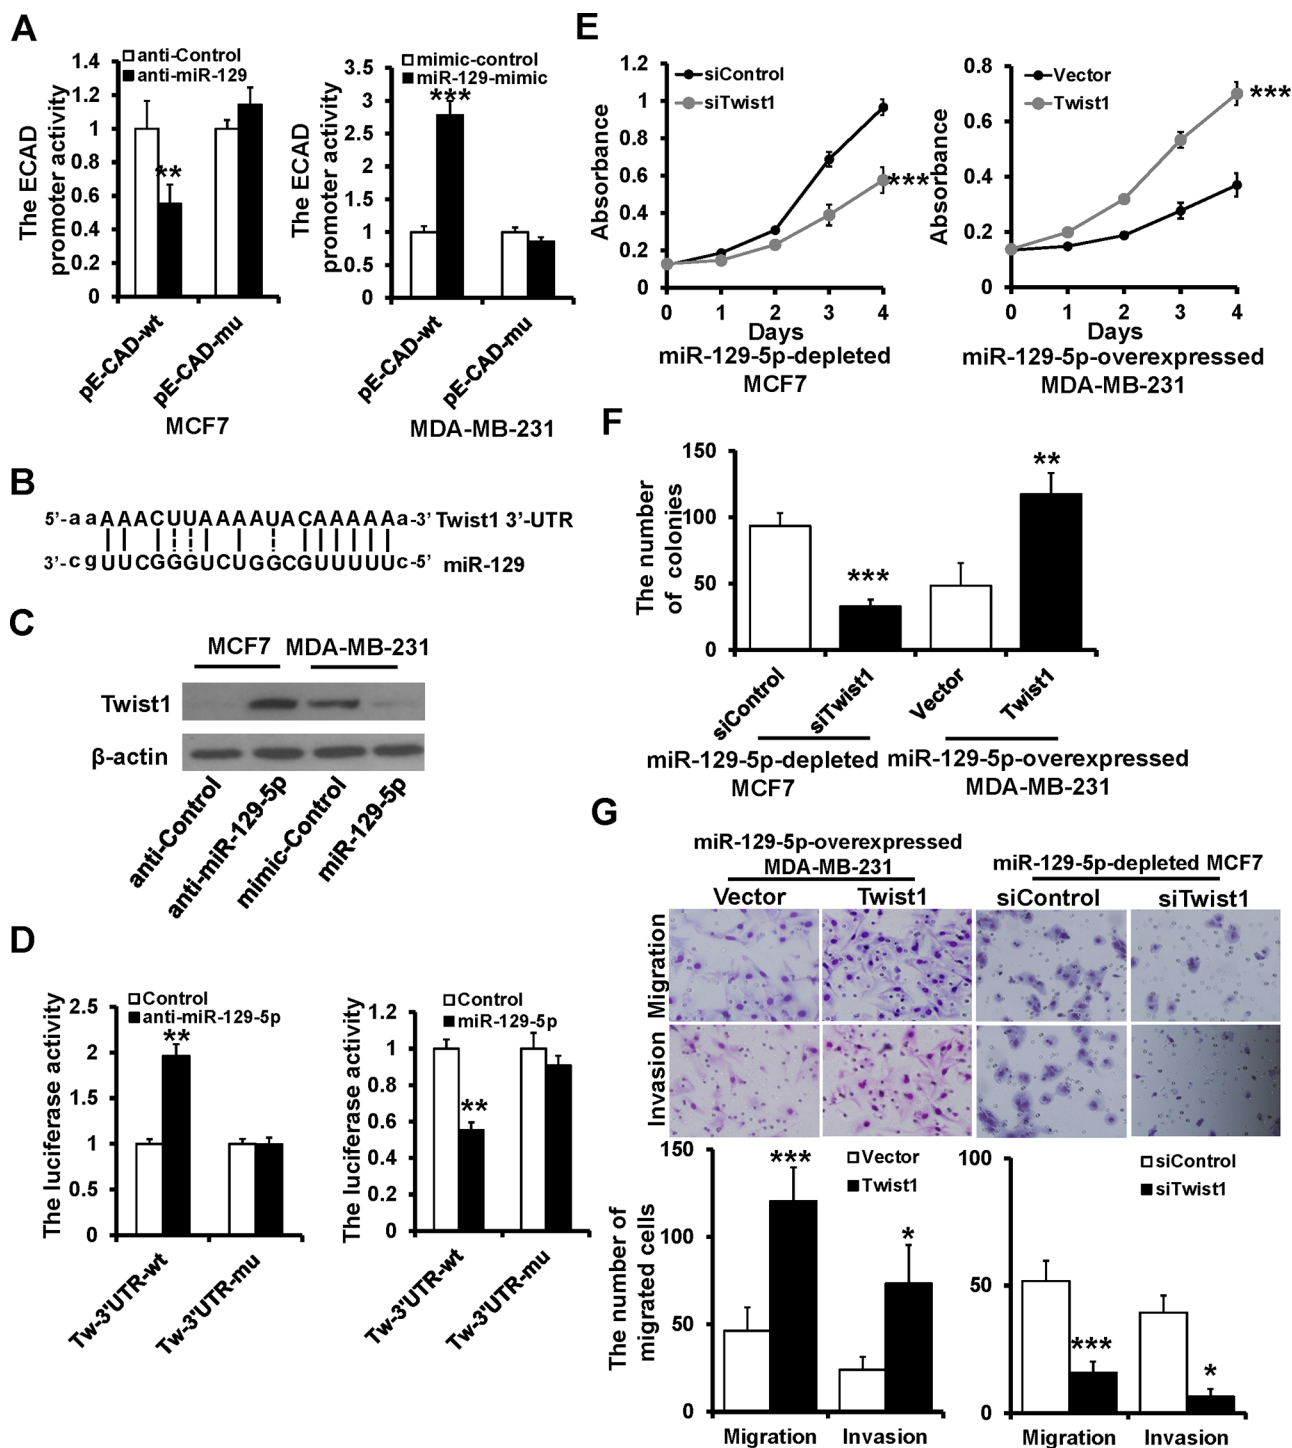 A
anti-Control
anti-miR-129
The ECAD
promoter activity
1.4
1.2
1
0.8
0.6
0.4
0.2
0
**
pE-CAD-wt
pE-CAD-mu
MCF7
mimic-control
miR-129-mimic
The ECAD
promoter activity
3.5
3
2.5
2
1.5
1
0.5
0
***
pE-CAD-wt
pE-CAD-mu
MDA-MB-231
B
5'-aaAAACUUAAAAUACAAAAAa-3' Twist1 3'-UTR
3'-cgUUCGGGUCUGGCGUUUUUc-5' miR-129
C
MCF7 MDA-MB-231
Twist1
β-actin
anti-Control
anti-miR-129-5p
mimic-Control
miR-129-5p
D
Control
anti-miR-129-5p
The luciferase activity
2.5
2
1.5
1
0.5
0
**
Tw-3'UTR-wt
Tw-3'UTR-mu
Control
miR-129-5p
The luciferase activity
1.2
1
0.8
0.6
0.4
0.2
0
**
Tw-3'UTR-wt
Tw-3'UTR-mu
E
siControl
siTwist1
Absorbance
1.2
1
0.8
0.6
0.4
0.2
0
***
0 1 2 3 4
Days
miR-129-5p-depleted
MCF7
Vector
Twist1
Absorbance
0.8
0.6
0.4
0.2
0
***
0 1 2 3 4
Days
miR-129-5p-overexpressed
MDA-MB-231
F
The number
of colonies
150
100
50
0
***
**
siControl
siTwist1
Vector
Twist1
miR-129-5p-depleted
MCF7
miR-129-5p-overexpressed
MDA-MB-231
G
miR-129-5p-overexpressed
MDA-MB-231
miR-129-5p-depleted MCF7
Vector Twist1 siControl siTwist1
Migration
Invasion
The number of
migrated cells
150
100
50
0
Vector
Twist1
***
*
Migration Invasion
100
50
0
siControl
siTwist1
***
*
Migration Invasion